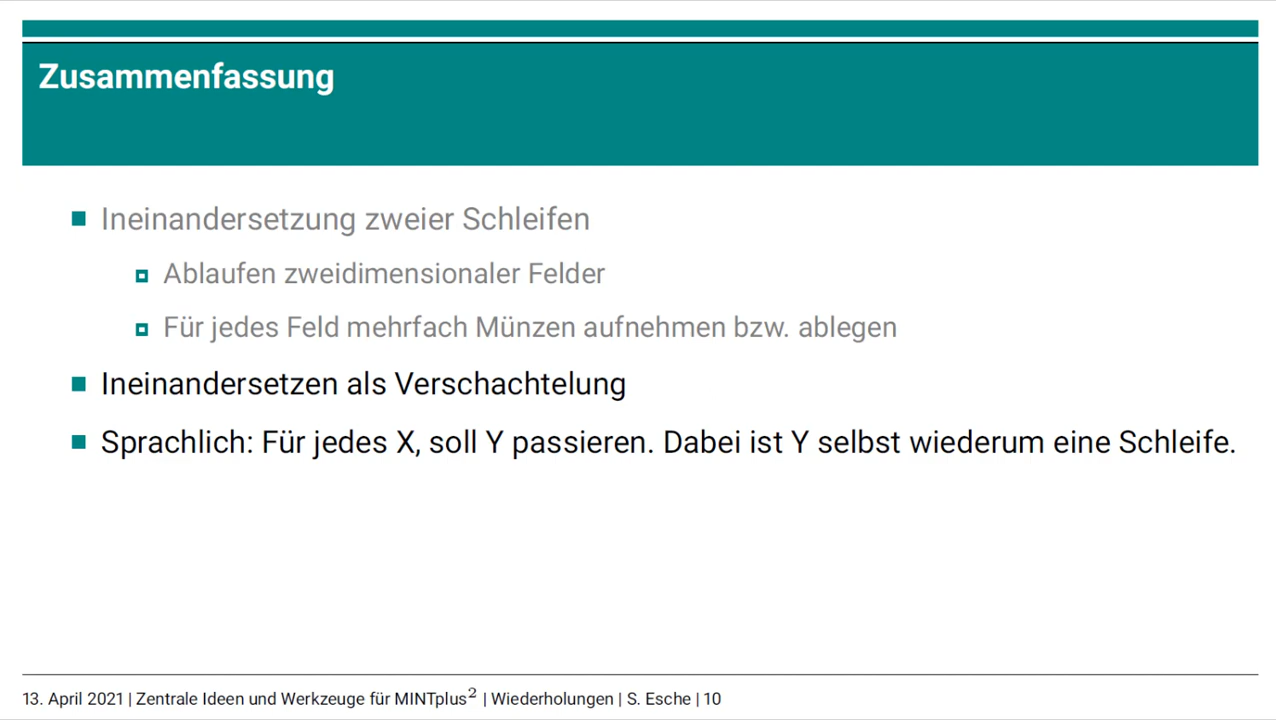 Zusammenfassung
Ineinandersetzung zweier Schleifen
Ablaufen zweidimensionaler Felder
Für jedes Feld mehrfach Münzen aufnehmen bzw. ablegen
Ineinandersetzen als Verschachtelung
Sprachlich: Für jedes X, soll Y passieren. Dabei ist Y selbst wiederum eine Schleife.
13. April 2021 | Zentrale Ideen und Werkzeuge für MINTplus² | Wiederholungen | S. Esche | 10